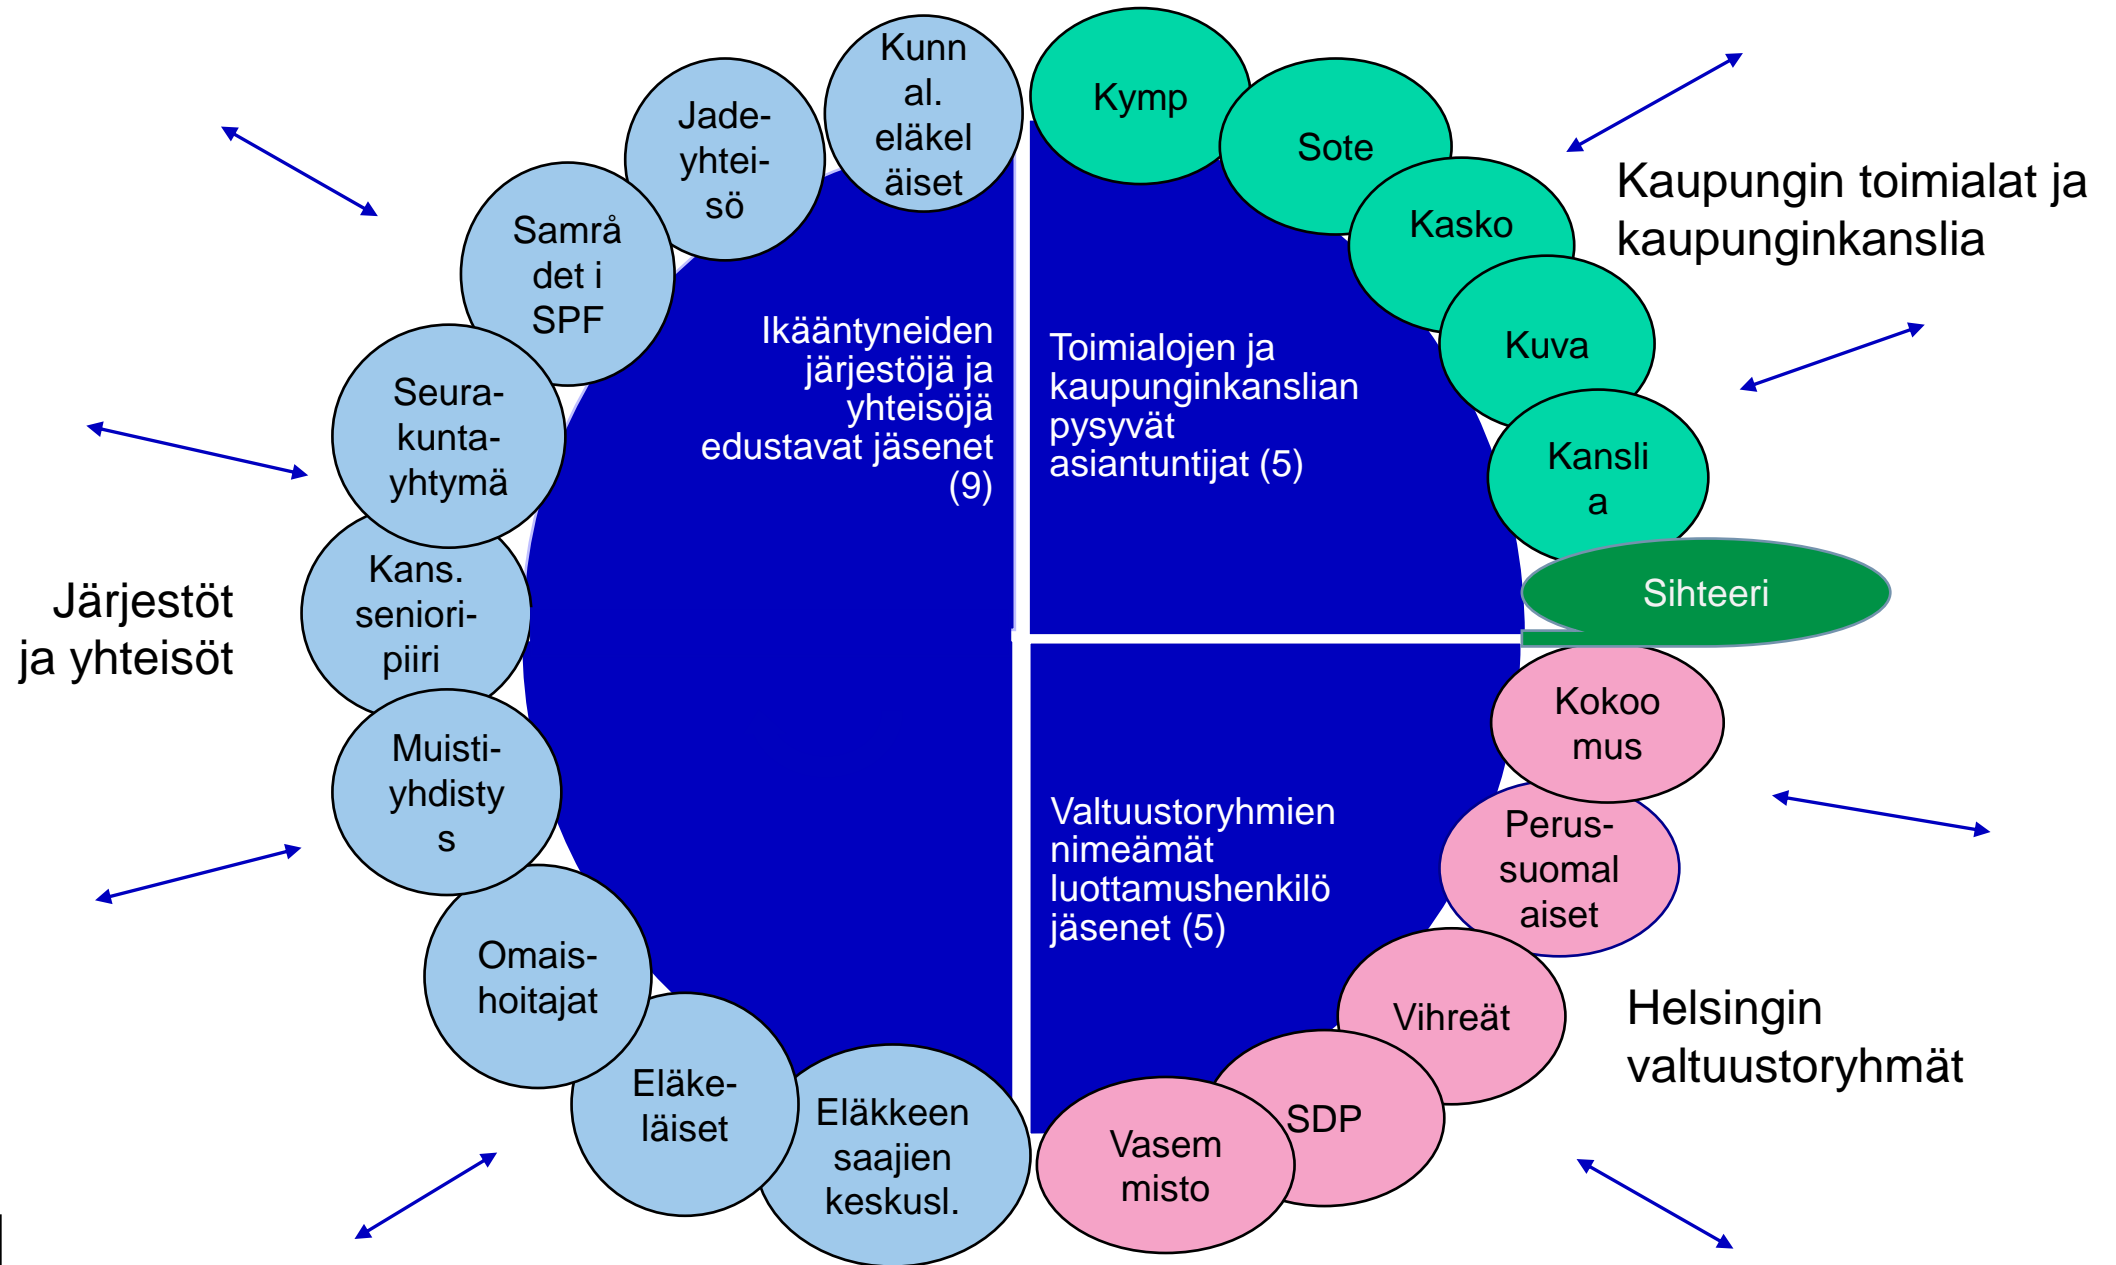 Kunn
al.
eläkel
äiset
Jade-
yhtei-
sö
Samrå
det i
SPF
Seura-
kunta-
yhtymä
Kans.
seniori-
piiri
Muisti-
yhdisty
s
Omais-
hoitajat
Eläke-
läiset
Eläkkeen
saajien
keskusl.
Järjestöt
ja yhteisöt
Ikääntyneiden
järjestöjä ja
yhteisöjä
edustavat jäsenet
(9)
Kymp
Sote
Kasko
Kuva
Kansli
a
Sihteeri
Kaupungin toimialat ja
kaupunginkanslia
Toimialojen ja
kaupunginkanslian
pysyvät
asiantuntijat (5)
Valtuustoryhmien
nimeämät
luottamushenkilö
jäsenet (5)
Kokoo
mus
Perus-
suomal
aiset
Vihreät
SDP
Vasem
misto
Helsingin
valtuustoryhmät